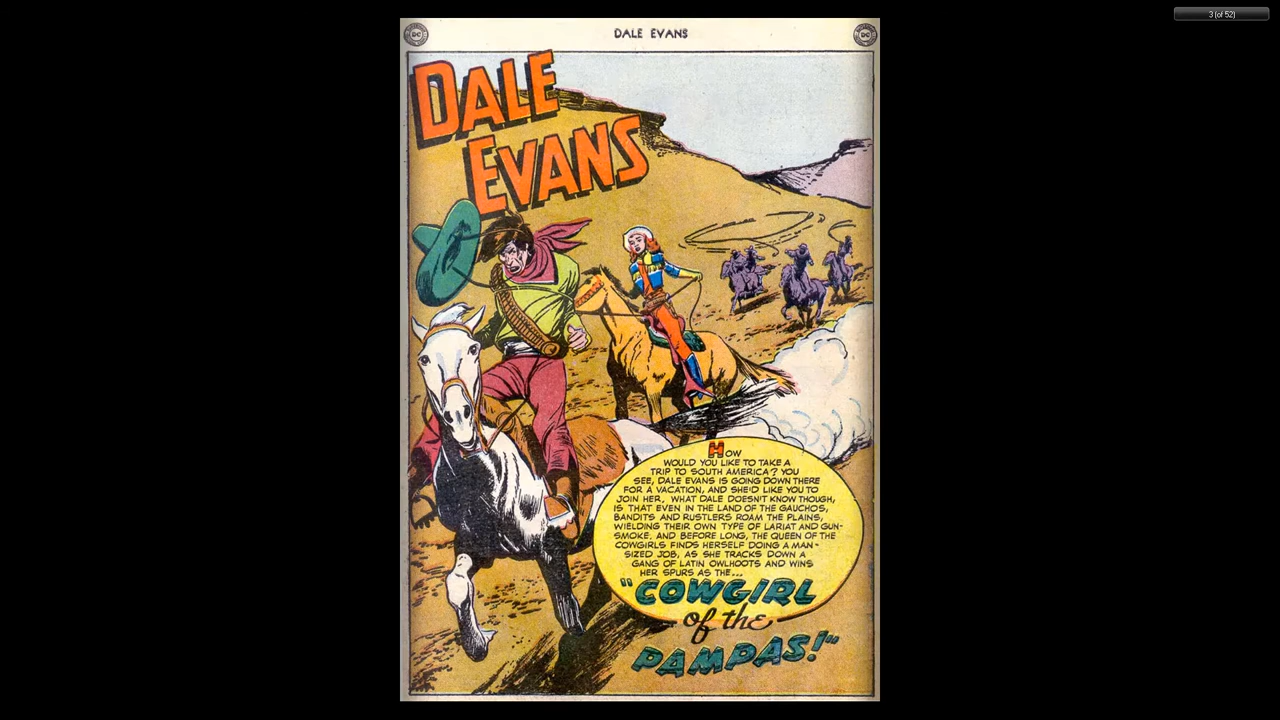 3 (of 52)
DC
DALE EVANS
DC
DALE
EVANS
HOW
WOULD YOU LIKE TO TAKE A
TRIP TO SOUTH AMERICA? YOU
SEE, DALE EVANS IS GOING DOWN THERE
FOR A VACATION, AND SHE'D LIKE YOU TO
JOIN HER. WHAT DALE DOESN'T KNOW THOUGH,
IS THAT EVEN IN THE LAND OF THE GAUCHOS,
BANDITS AND RUSTLERS ROAM THE PLAINS,
WIELDING THEIR OWN TYPE OF LARIAT AND GUN-
SMOKE, AND BEFORE LONG, THE QUEEN OF THE
COWGIRLS FINDS HERSELF DOING A MAN-
SIZED JOB, AS SHE TRACKS DOWN A
GANG OF LATIN OWLHOOTS AND WINS
HER SPURS AS THE...
"COWGIRL
of the
PAMPAS!"